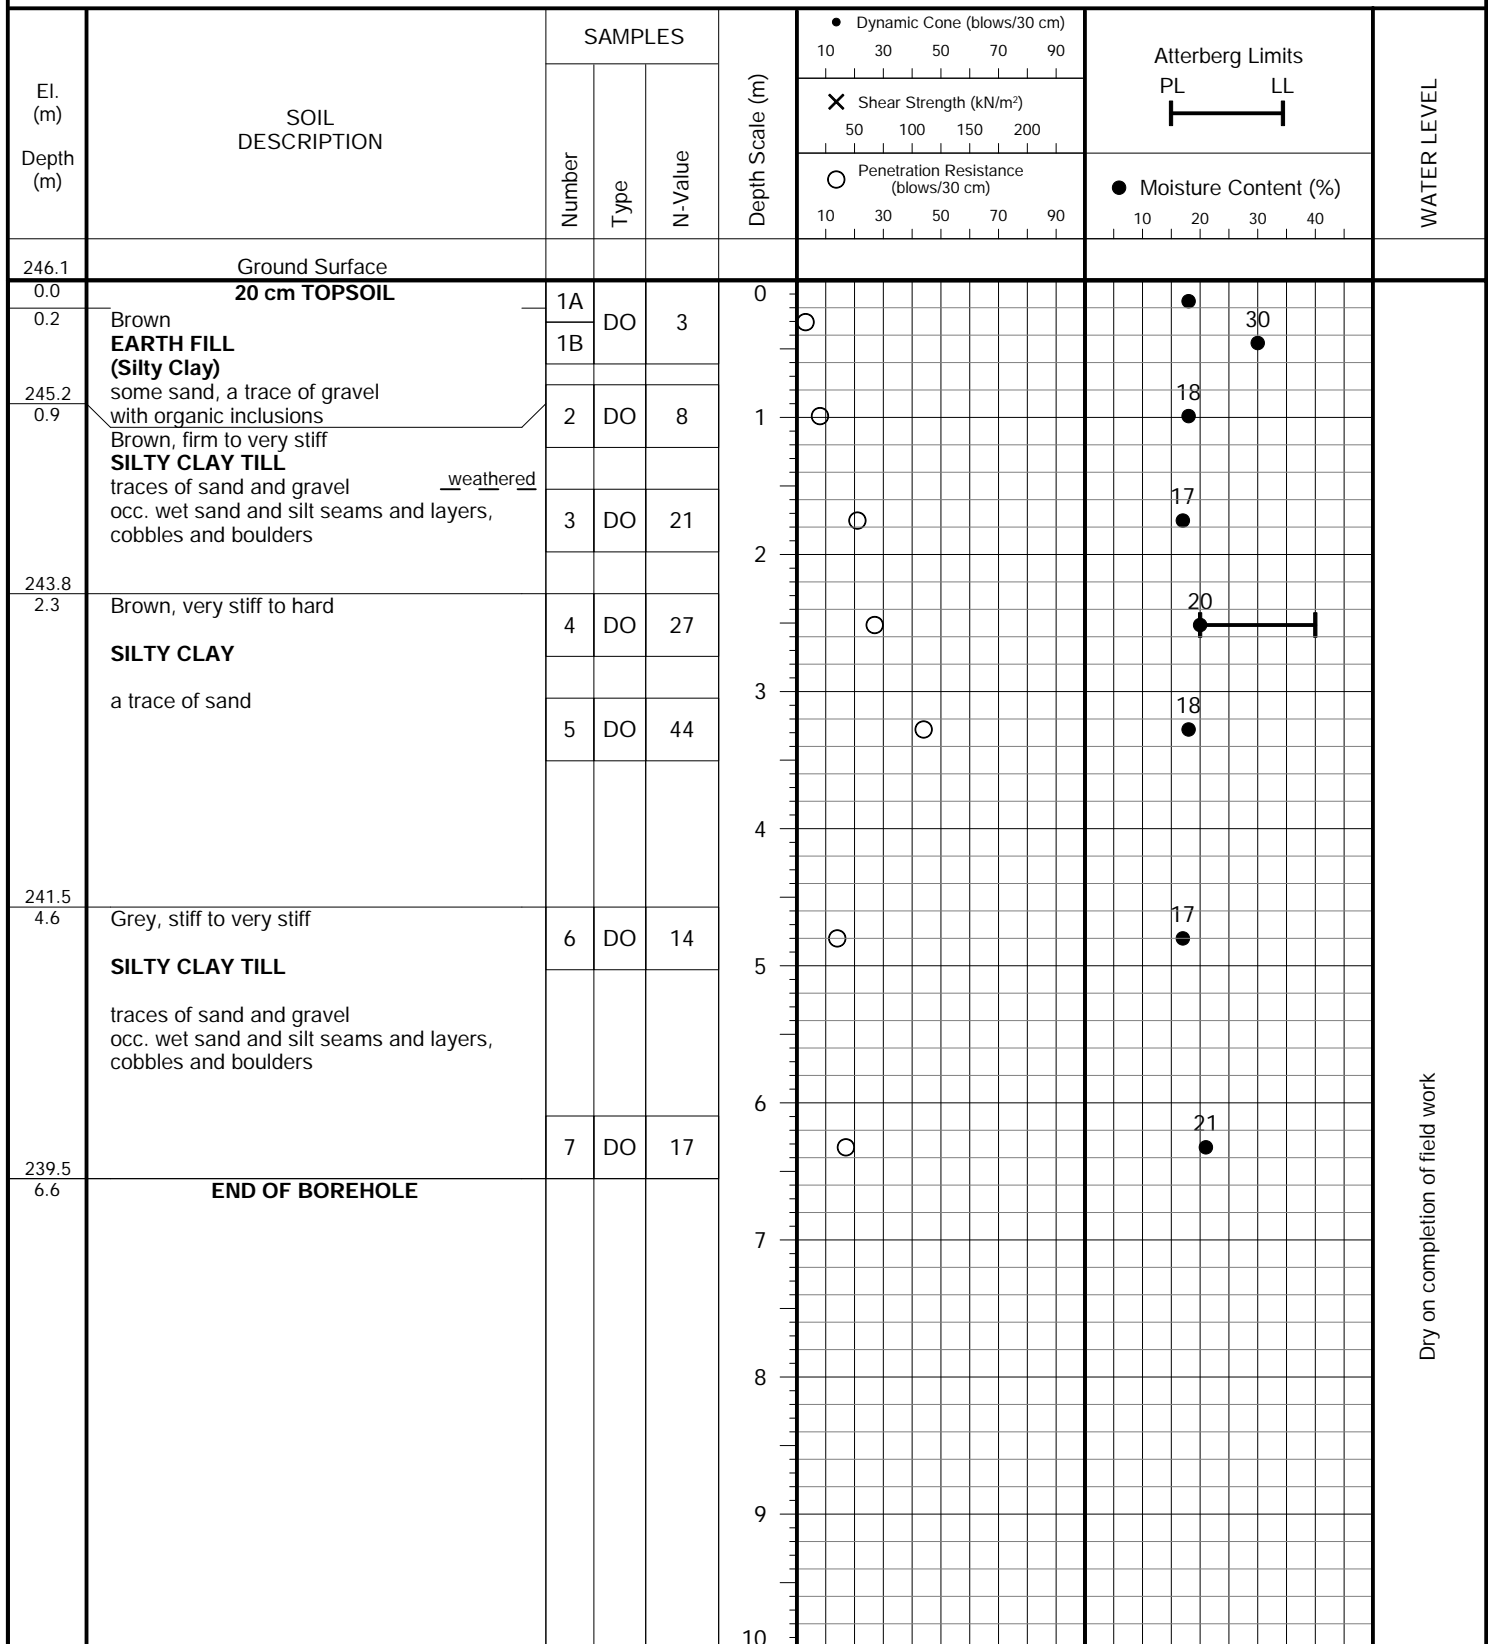 El.
(m)
Depth
(m)
SOIL
DESCRIPTION
SAMPLES
Number
Type
N-Value
Depth Scale (m)
● Dynamic Cone (blows/30 cm)
10 30 50 70 90
✕ Shear Strength (kN/m²)
50 100 150 200
○ Penetration Resistance
(blows/30 cm)
10 30 50 70 90
Atterberg Limits
PL LL
● Moisture Content (%)
10 20 30 40
WATER LEVEL
246.1 Ground Surface
0.0 20 cm TOPSOIL 1A DO 3 0
0.2 Brown 30
EARTH FILL 1B
(Silty Clay)
245.2 some sand, a trace of gravel 18
0.9 with organic inclusions 2 DO 8 1
Brown, firm to very stiff
SILTY CLAY TILL
traces of sand and gravel weathered 17
occ. wet sand and silt seams and layers, 3 DO 21
cobbles and boulders
2
243.8
2.3 Brown, very stiff to hard 20
4 DO 27
SILTY CLAY
3
a trace of sand 18
5 DO 44
4
241.5
4.6 Grey, stiff to very stiff 17
6 DO 14
SILTY CLAY TILL 5
traces of sand and gravel
occ. wet sand and silt seams and layers,
cobbles and boulders
6
21
7 DO 17
239.5
6.6 END OF BOREHOLE
7
8
9
10
Dry on completion of field work